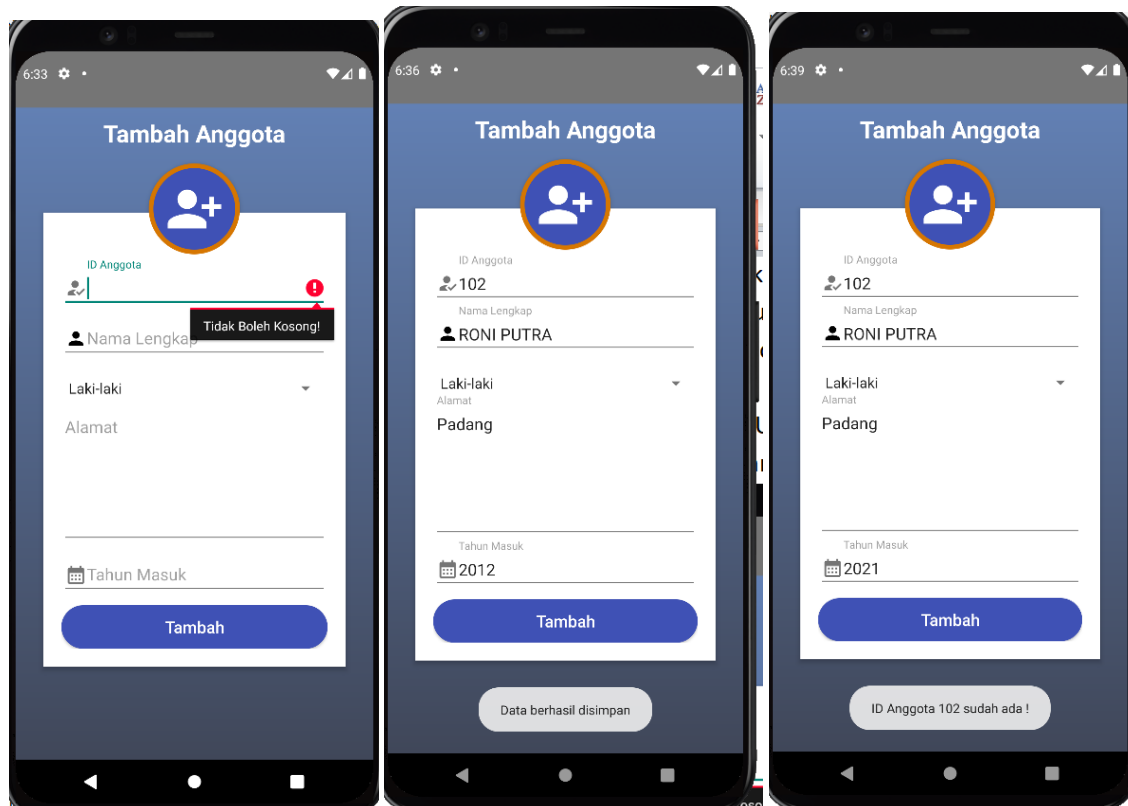 6:33
Tambah Anggota
ID Anggota
Tidak Boleh Kosong!
Nama Lengkap
Laki-laki
Alamat
Tahun Masuk
Tambah
6:36
Tambah Anggota
ID Anggota
102
Nama Lengkap
RONI PUTRA
Laki-laki
Alamat
Padang
Tahun Masuk
2012
Tambah
Data berhasil disimpan
6:39
Tambah Anggota
ID Anggota
102
Nama Lengkap
RONI PUTRA
Laki-laki
Alamat
Padang
Tahun Masuk
2021
Tambah
ID Anggota 102 sudah ada !